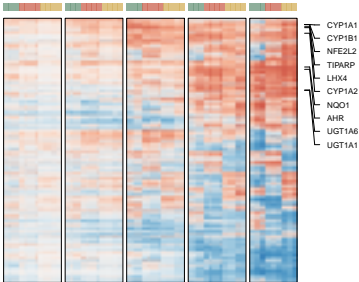 CYP1A1
CYP1B1
NFE2L2
TIPARP
LHX4
CYP1A2
NQO1
AHR
UGT1A6
UGT1A1